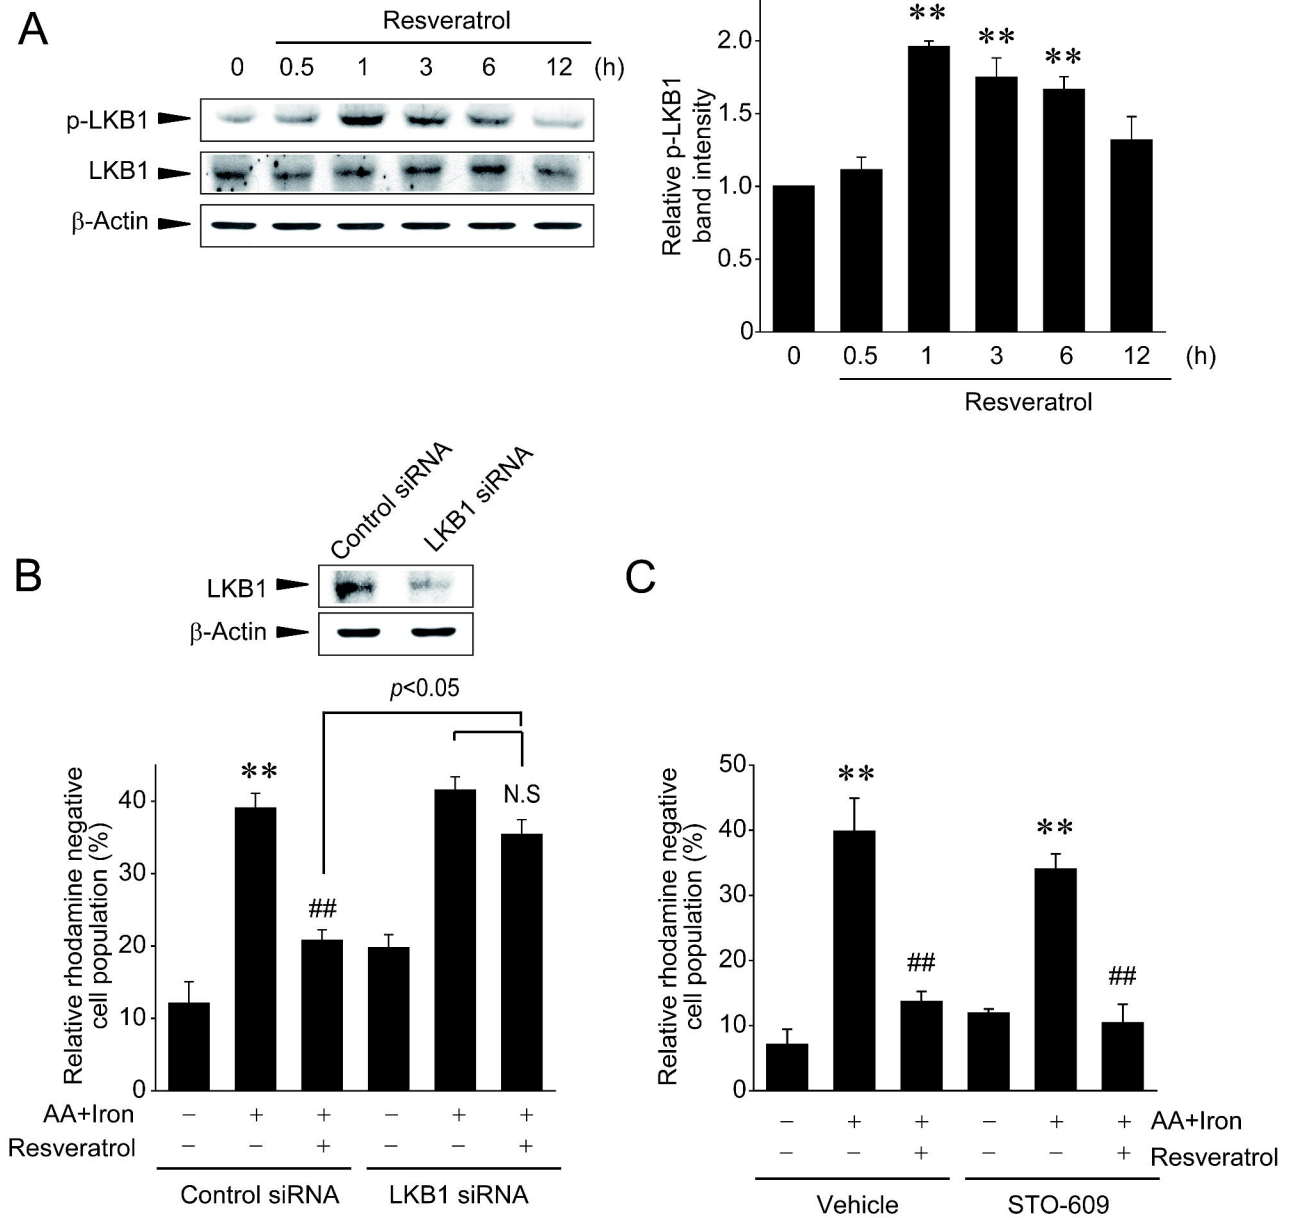 A
Resveratrol
0 0.5 1 3 6 12 (h)
p-LKB1
LKB1
β-Actin
Relative p-LKB1
band intensity
2.0
1.5
1.0
0.5
0
** ** **
0 0.5 1 3 6 12 (h)
Resveratrol
B
Control siRNA
LKB1 siRNA
LKB1
β-Actin
p<0.05
Relative rhodamine negative
cell population (%)
40
30
20
10
0
**
##
N.S
AA+Iron − + + − + +
Resveratrol − − + − − +
Control siRNA LKB1 siRNA
C
Relative rhodamine negative
cell population (%)
50
40
30
20
10
0
**
##
**
##
− + + − + + AA+Iron
− − + − − + Resveratrol
Vehicle STO-609